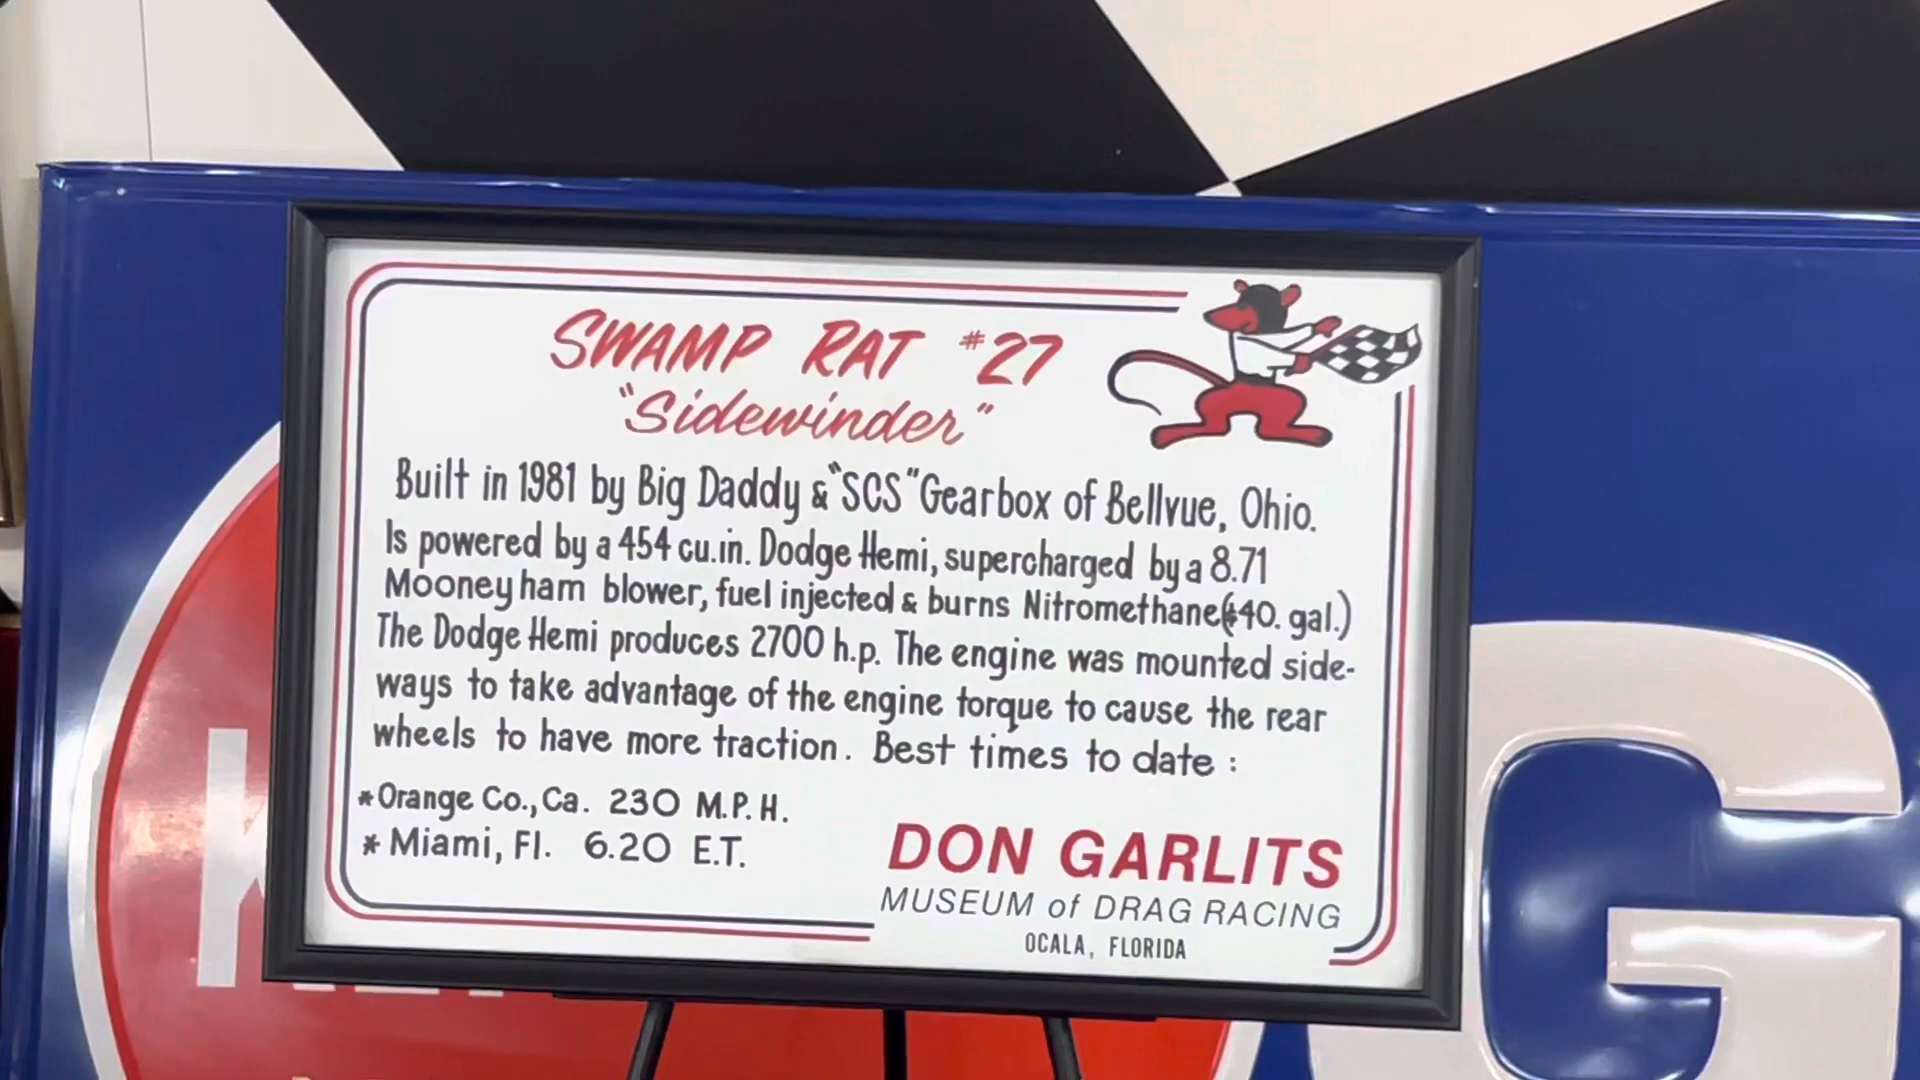 SWAMP RAT #27
"Sidewinder"
Built in 1981 by Big Daddy & "SCS" Gearbox of Bellvue, Ohio.
Is powered by a 454 cu.in. Dodge Hemi, supercharged by a 8.71
Mooneyham blower, fuel injected & burns Nitromethane($40. gal.)
The Dodge Hemi produces 2700 h.p. The engine was mounted side-
ways to take advantage of the engine torque to cause the rear
wheels to have more traction. Best times to date :
*Orange Co., Ca. 230 M.P.H.
* Miami, Fl. 6.20 E.T.
DON GARLITS
MUSEUM of DRAG RACING
OCALA, FLORIDA
G